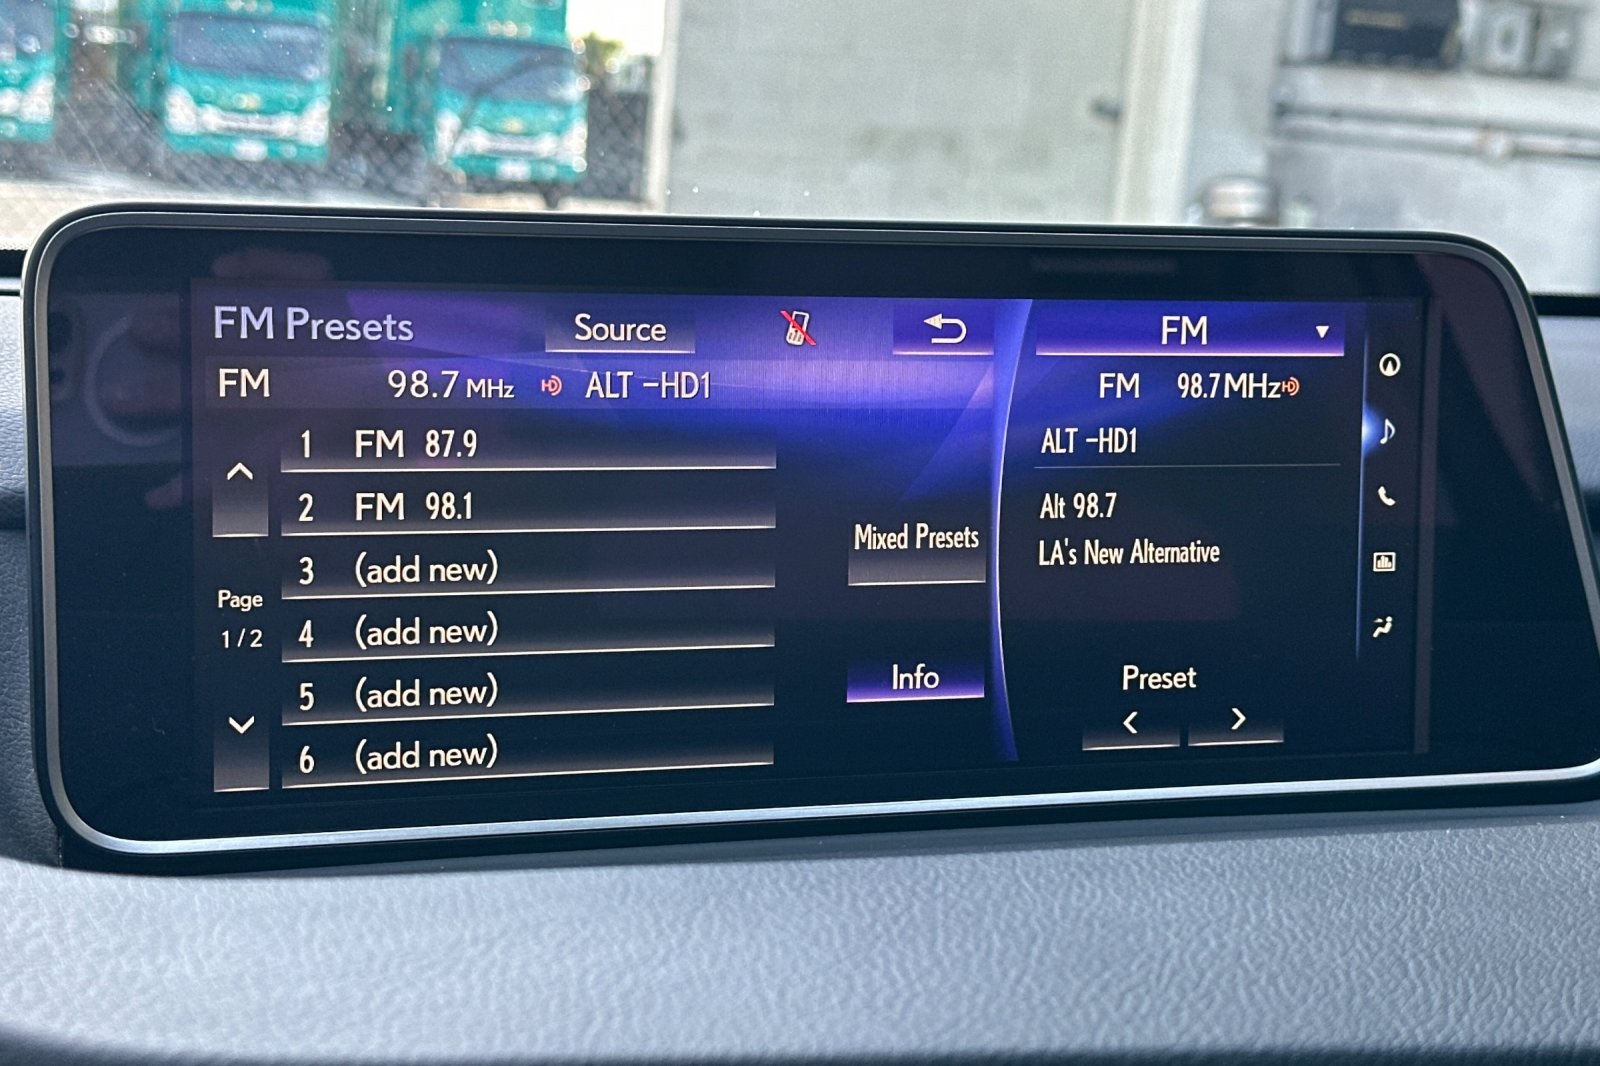 FM Presets
Source
FM
FM 98.7 MHz HD ALT -HD1
FM 98.7MHz HD
1 FM 87.9
ALT -HD1
2 FM 98.1
Alt 98.7
Mixed Presets
LA's New Alternative
3 (add new)
Page
1 / 2
4 (add new)
5 (add new)
Info
Preset
6 (add new)